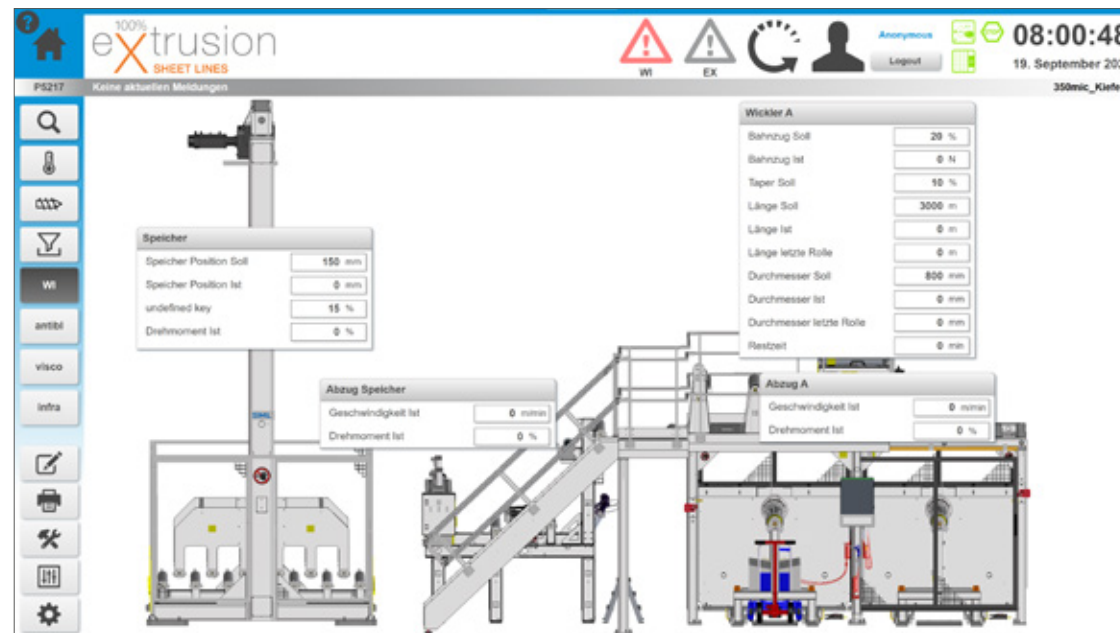 ?
100%
extrusion
SHEET LINES
WI
EX
Anonymous
Logout
08:00:48
19. September 202
P5217
Keine aktuellen Meldungen
350mic_Kiefe
WI
antibl
visco
infra
Speicher
Speicher Position Soll 150 mm
Speicher Position Ist 0 mm
undefined key 15 %
Drehmoment Ist 0 %
Abzug Speicher
Geschwindigkeit Ist 0 m/min
Drehmoment Ist 0 %
Wickler A
Bahnzug Soll 20 %
Bahnzug Ist 0 N
Taper Soll 10 %
Länge Soll 3000 m
Länge Ist 0 m
Länge letzte Rolle 0 m
Durchmesser Soll 800 mm
Durchmesser Ist 0 mm
Durchmesser letzte Rolle 0 mm
Restzeit 0 min
Abzug A
Geschwindigkeit Ist 0 m/min
Drehmoment Ist 0 %